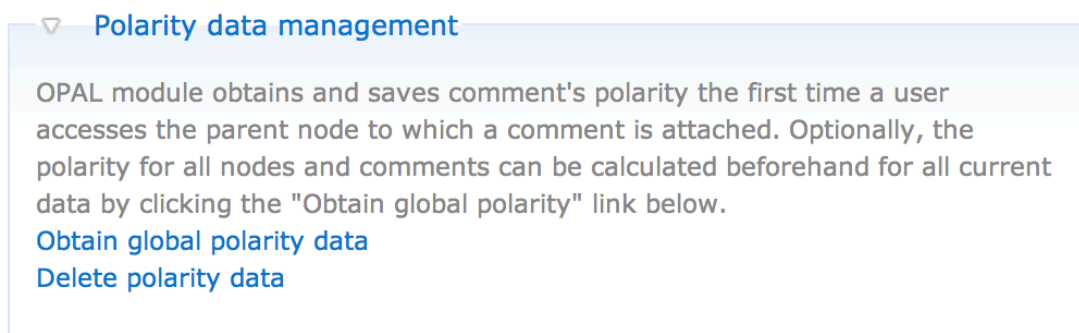 Polarity data management
OPAL module obtains and saves comment's polarity the first time a user
accesses the parent node to which a comment is attached. Optionally, the
polarity for all nodes and comments can be calculated beforehand for all current
data by clicking the "Obtain global polarity" link below.
Obtain global polarity data
Delete polarity data